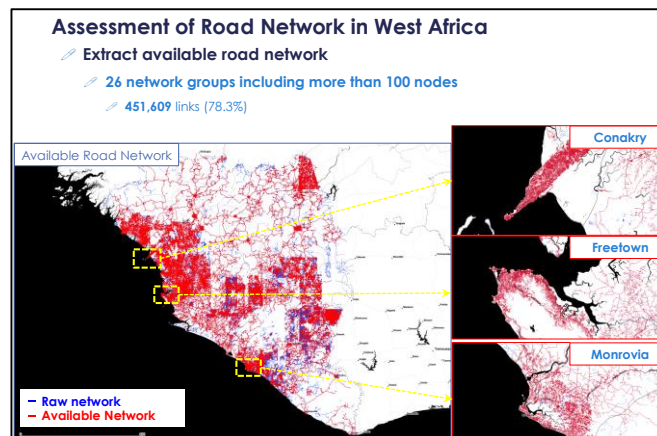 Assessment of Road Network in West Africa
Extract available road network
26 network groups including more than 100 nodes
451,609 links (78.3%)
Available Road Network
Conakry
Freetown
Monrovia
Raw network
Available Network